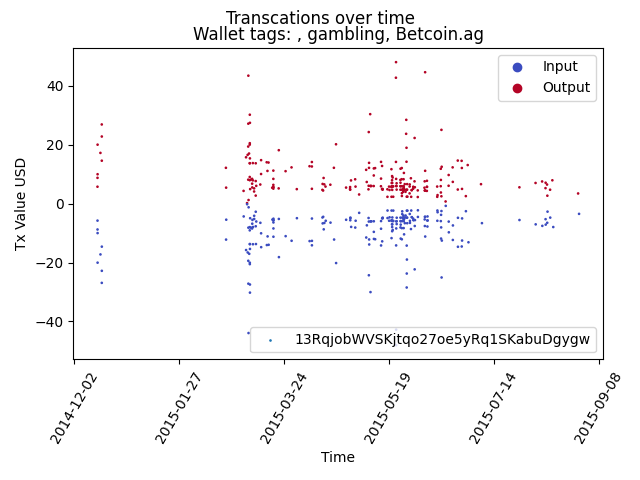 Transcations over time
Wallet tags: , gambling, Betcoin.ag
Input
Output
Tx Value USD
40
20
0
−20
−40
13RqjobWVSKjtqo27oe5yRq1SKabuDgygw
2014-12-02
2015-01-27
2015-03-24
2015-05-19
2015-07-14
2015-09-08
Time